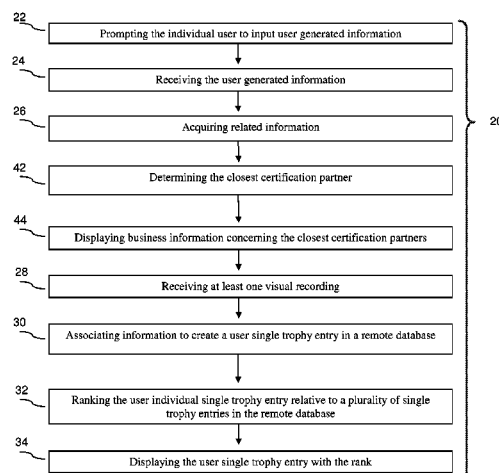 22
Prompting the individual user to input user generated information
24
Receiving the user generated information
20
26
Acquiring related information
42
Determining the closest certification partner
44
Displaying business information concerning the closest certification partners
28
Receiving at least one visual recording
30
Associating information to create a user single trophy entry in a remote database
32
Ranking the user individual single trophy entry relative to a plurality of single
trophy entries in the remote database
34
Displaying the user single trophy entry with the rank